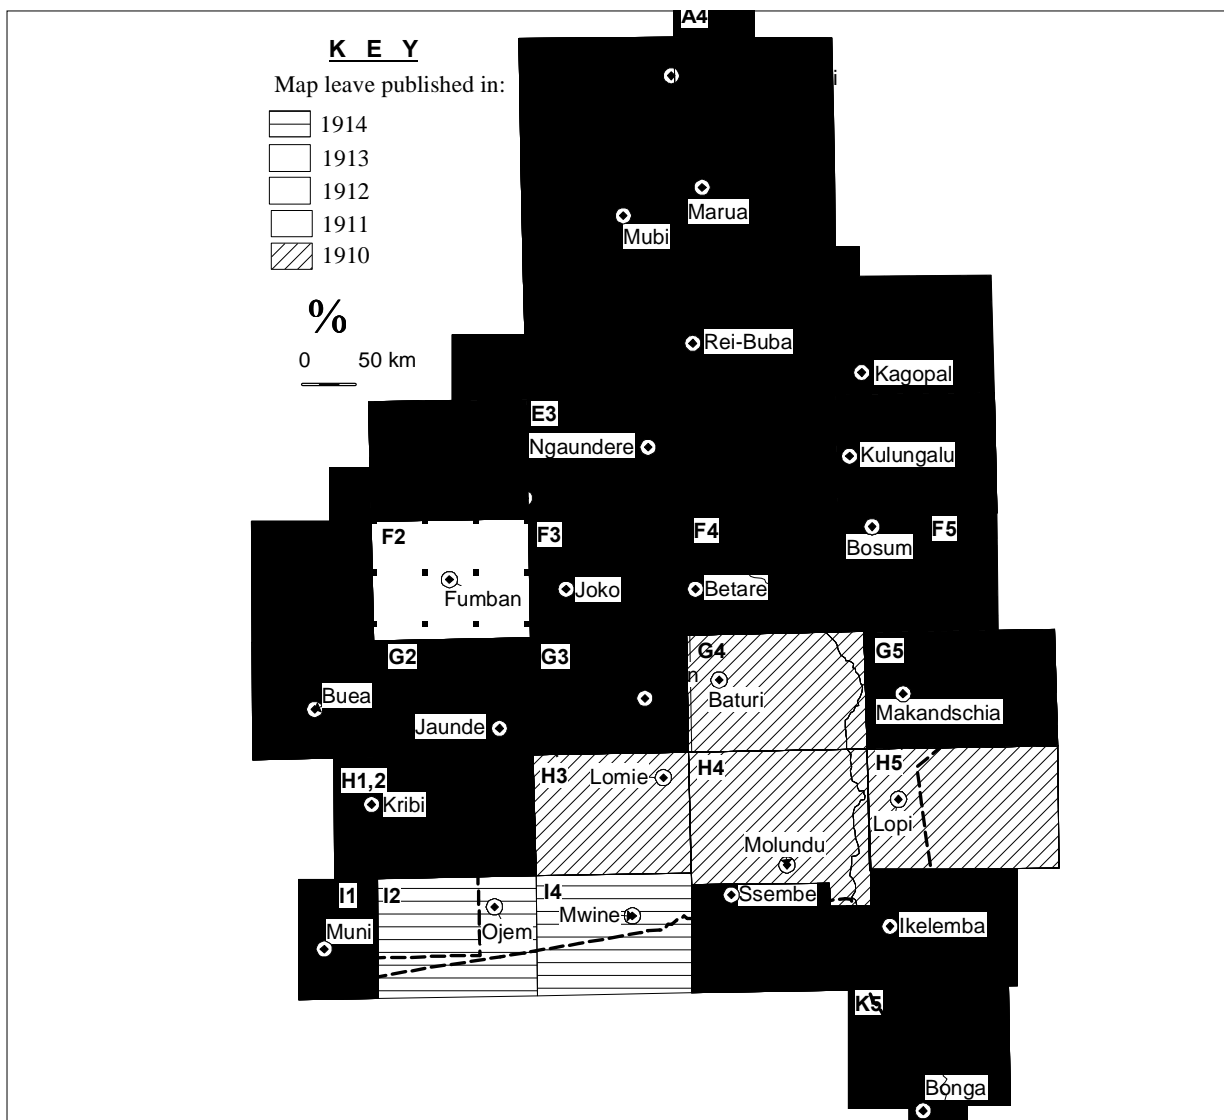 A4
K E Y
Map leave published in:
1914
1913
1912
1911
1910
%
0 50 km
i
Marua
Mubi
Rei-Buba
Kagopal
E3
Ngaundere
Kulungalu
F2
F3
F4
F5
Bosum
Fumban
Joko
Betare
G2
G3
G4
G5
n
Buea
Baturi
Makandschia
Jaunde
H1,2
H3
Lomie
H4
H5
Kribi
Lopi
Molundu
I1
I2
I4
Ssembe
Muni
Ojem
Mwine
Ikelemba
K5
Bonga